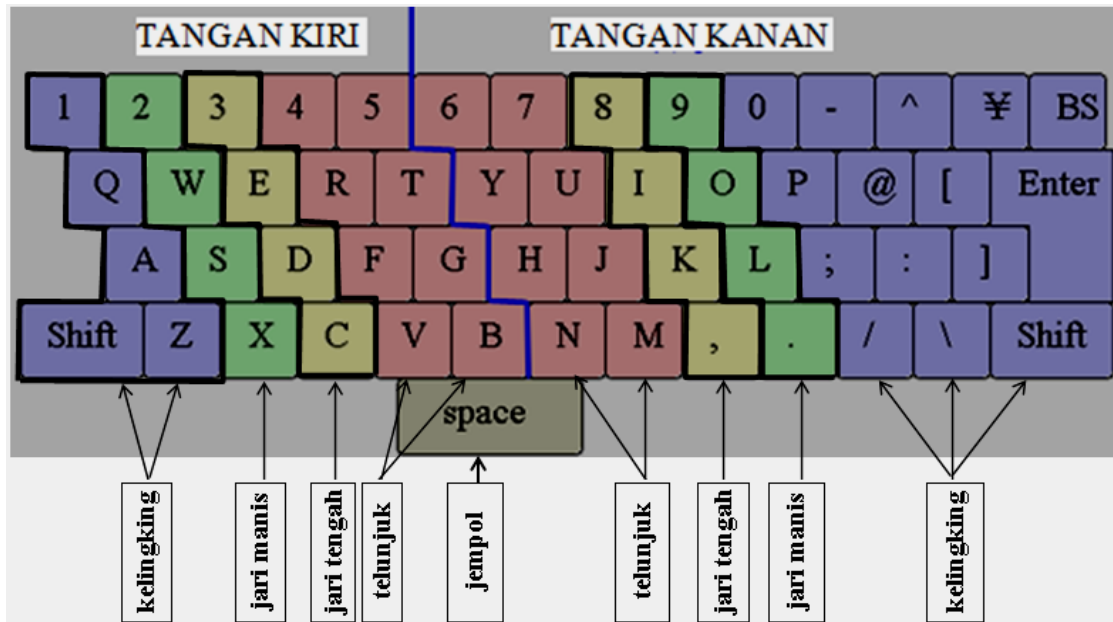 TANGAN KIRI TANGAN KANAN
1 2 3 4 5 6 7 8 9 0 - ^ ¥ BS
Q W E R T Y U I O P @ [ Enter
A S D F G H J K L ; : ]
Shift Z X C V B N M , . / \ Shift
space
kelingking
jari manis
jari tengah
telunjuk
jempol
telunjuk
jari tengah
jari manis
kelingking